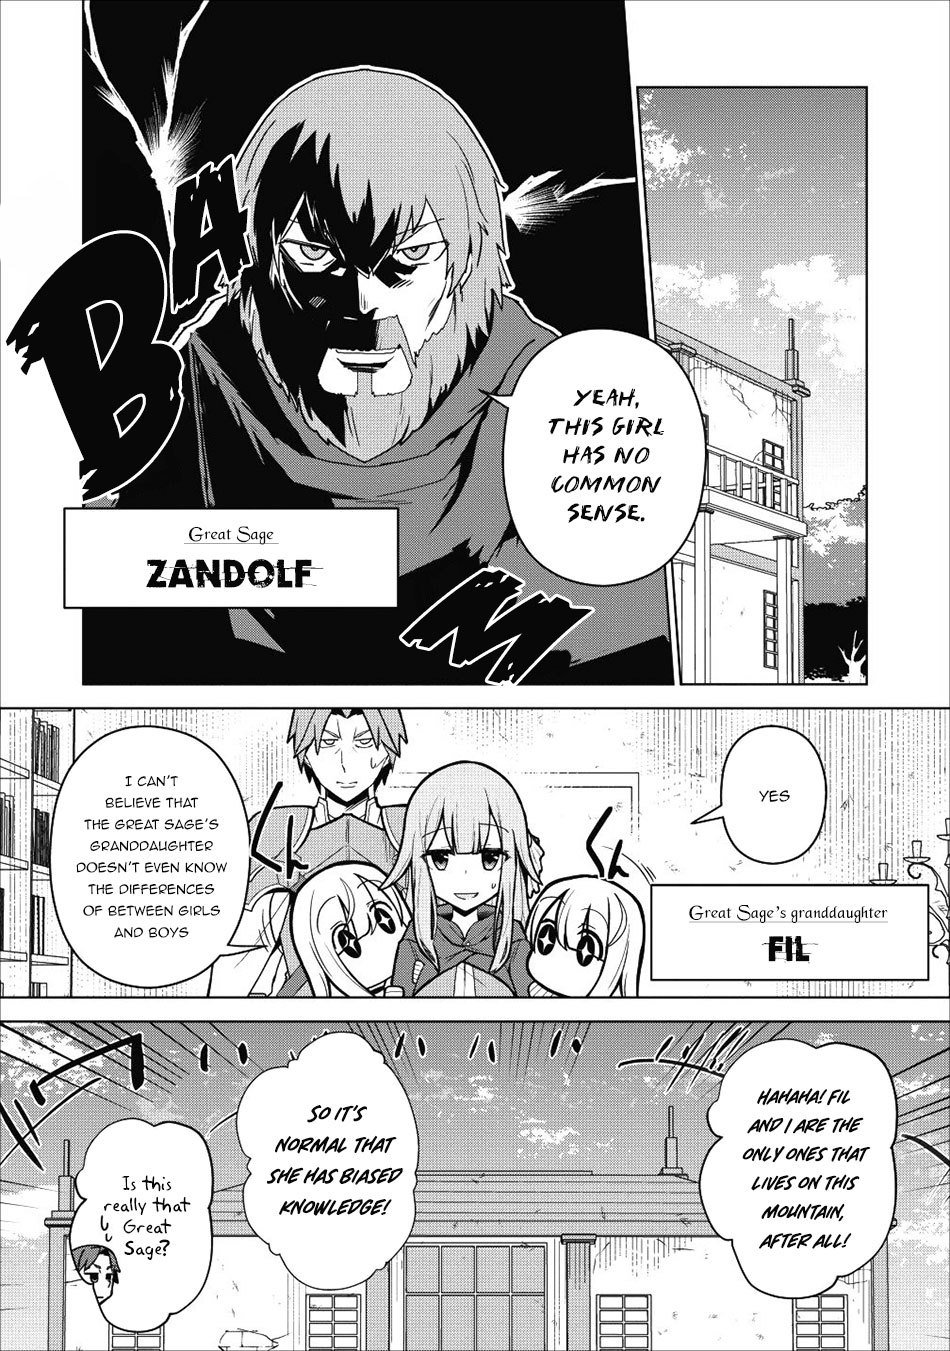 BA
M
YEAH,
THIS GIRL
HAS NO
COMMON
SENSE.
Great Sage
ZANDOLF
YES
Great Sage's granddaughter
FIL
I CAN'T
BELIEVE THAT
THE GREAT SAGE'S
GRANDDAUGHTER
DOESN'T EVEN KNOW
THE DIFFERENCES
OF BETWEEN GIRLS
AND BOYS
HAHAHA! FIL
AND I ARE THE
ONLY ONES THAT
LIVES ON THIS
MOUNTAIN,
AFTER ALL!
SO IT'S
NORMAL THAT
SHE HAS BIASED
KNOWLEDGE!
Is this
really that
Great
Sage?